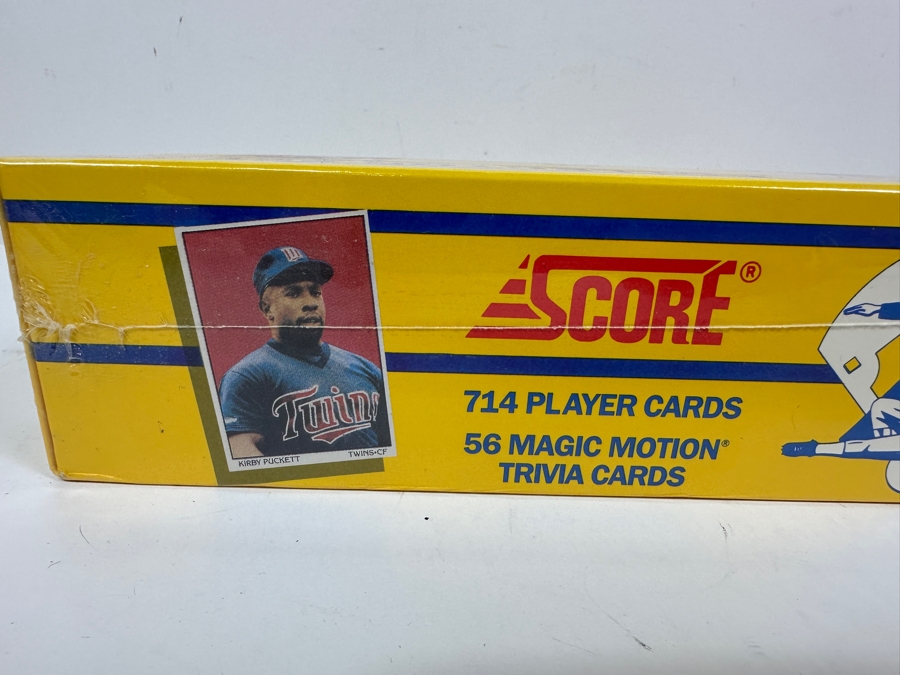 SCORE®
714 PLAYER CARDS
56 MAGIC MOTION®
TRIVIA CARDS
Twins
KIRBY PUCKETT TWINS•CF